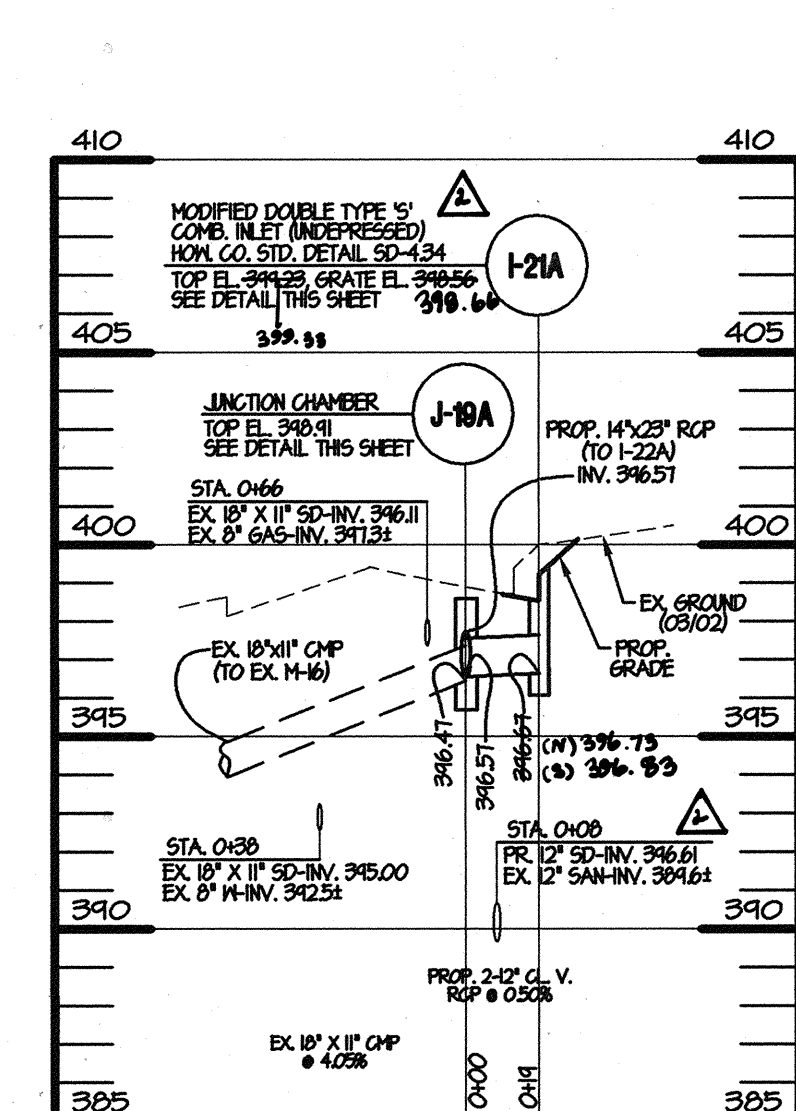 410
410
MODIFIED DOUBLE TYPE 'S'
COMB. INLET (UNDEPRESSED)
HOW. CO. STD. DETAIL SD-4.34
TOP EL. 399.23, GRATE EL. 398.56
SEE DETAIL THIS SHEET
398.66
399.33
2
I-21A
405
405
JUNCTION CHAMBER
TOP EL. 398.91
SEE DETAIL THIS SHEET
J-19A
PROP. 14"x23" RCP
(TO I-22A)
INV. 396.57
STA. 0+66
EX. 18" X 11" SD-INV. 396.11
EX. 8" GAS-INV. 397.3±
400
400
EX. GROUND
(03/02)
PROP.
GRADE
EX. 18"x11" CMP
(TO EX. M-16)
395
395
396.47
396.57
396.67
(N) 396.73
(S) 396.83
2
STA. 0+38
EX. 18" X 11" SD-INV. 395.00
EX. 8" W-INV. 392.5±
STA. 0+08
PR. 12" SD-INV. 396.61
EX. 12" SAN-INV. 389.6±
390
390
PROP. 2-12" CL. V.
RCP @ 0.50%
EX. 18" X 11" CMP
@ 4.05%
0+00
0+19
385
385